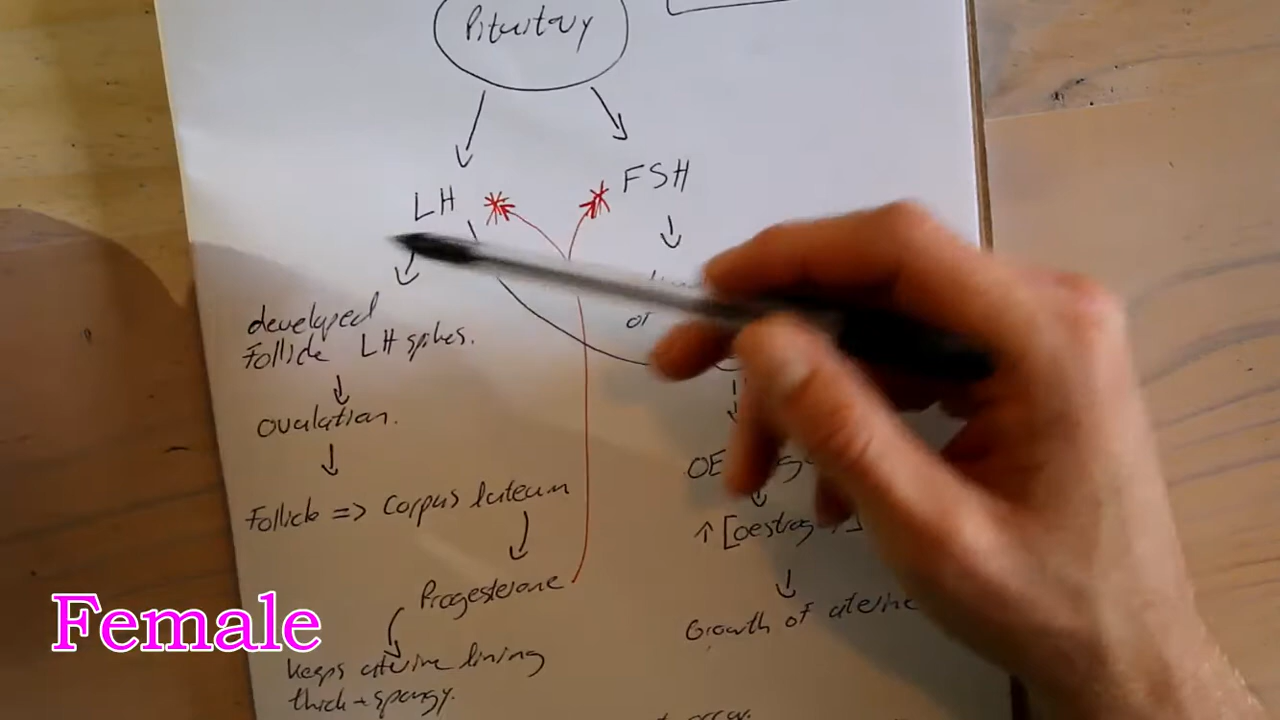 Pituitary
LH
FSH
developed
follicle LH spikes.
ovulation.
OE
Follicle => Corpus luteum
↑ [oestrog
Progesterone
Growth of uterine
keeps uterine lining
thick + spongy.
occur.
Female